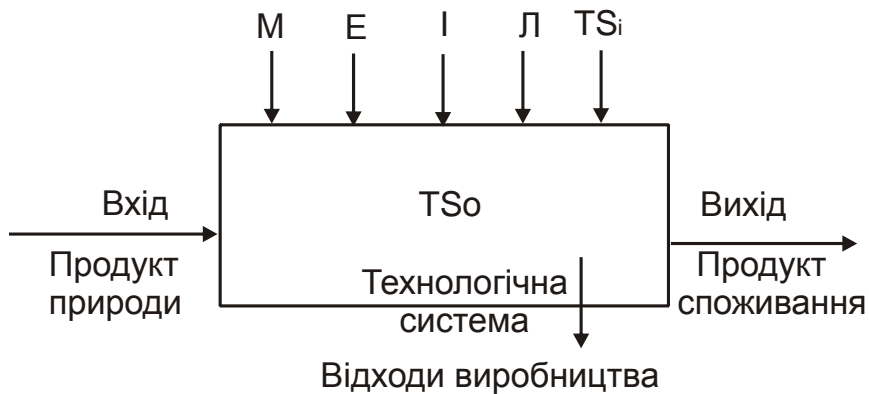 М Е І Л TSi
Вхід
TSo
Вихід
Продукт
природи
Технологічна
система
Продукт
споживання
Відходи виробництва